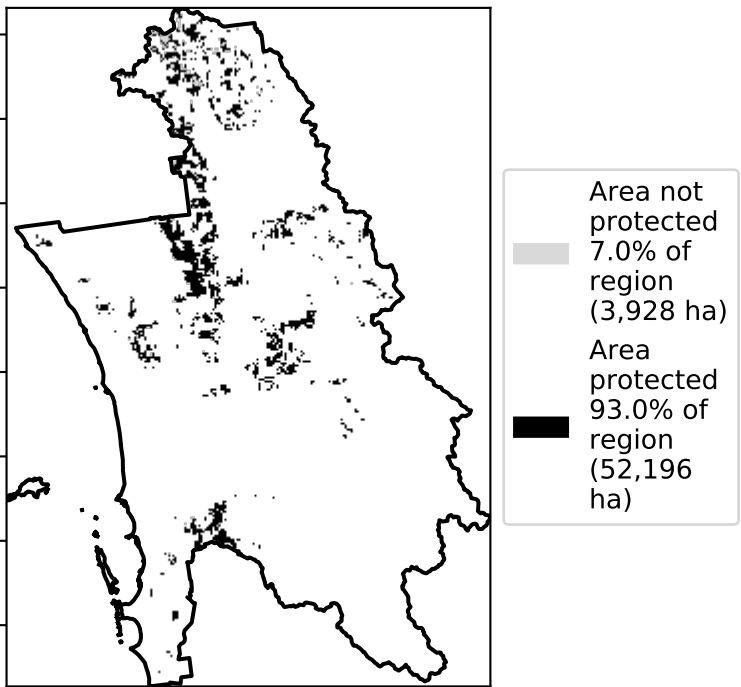 Area not
protected
7.0% of
region
(3,928 ha)
Area
protected
93.0% of
region
(52,196
ha)